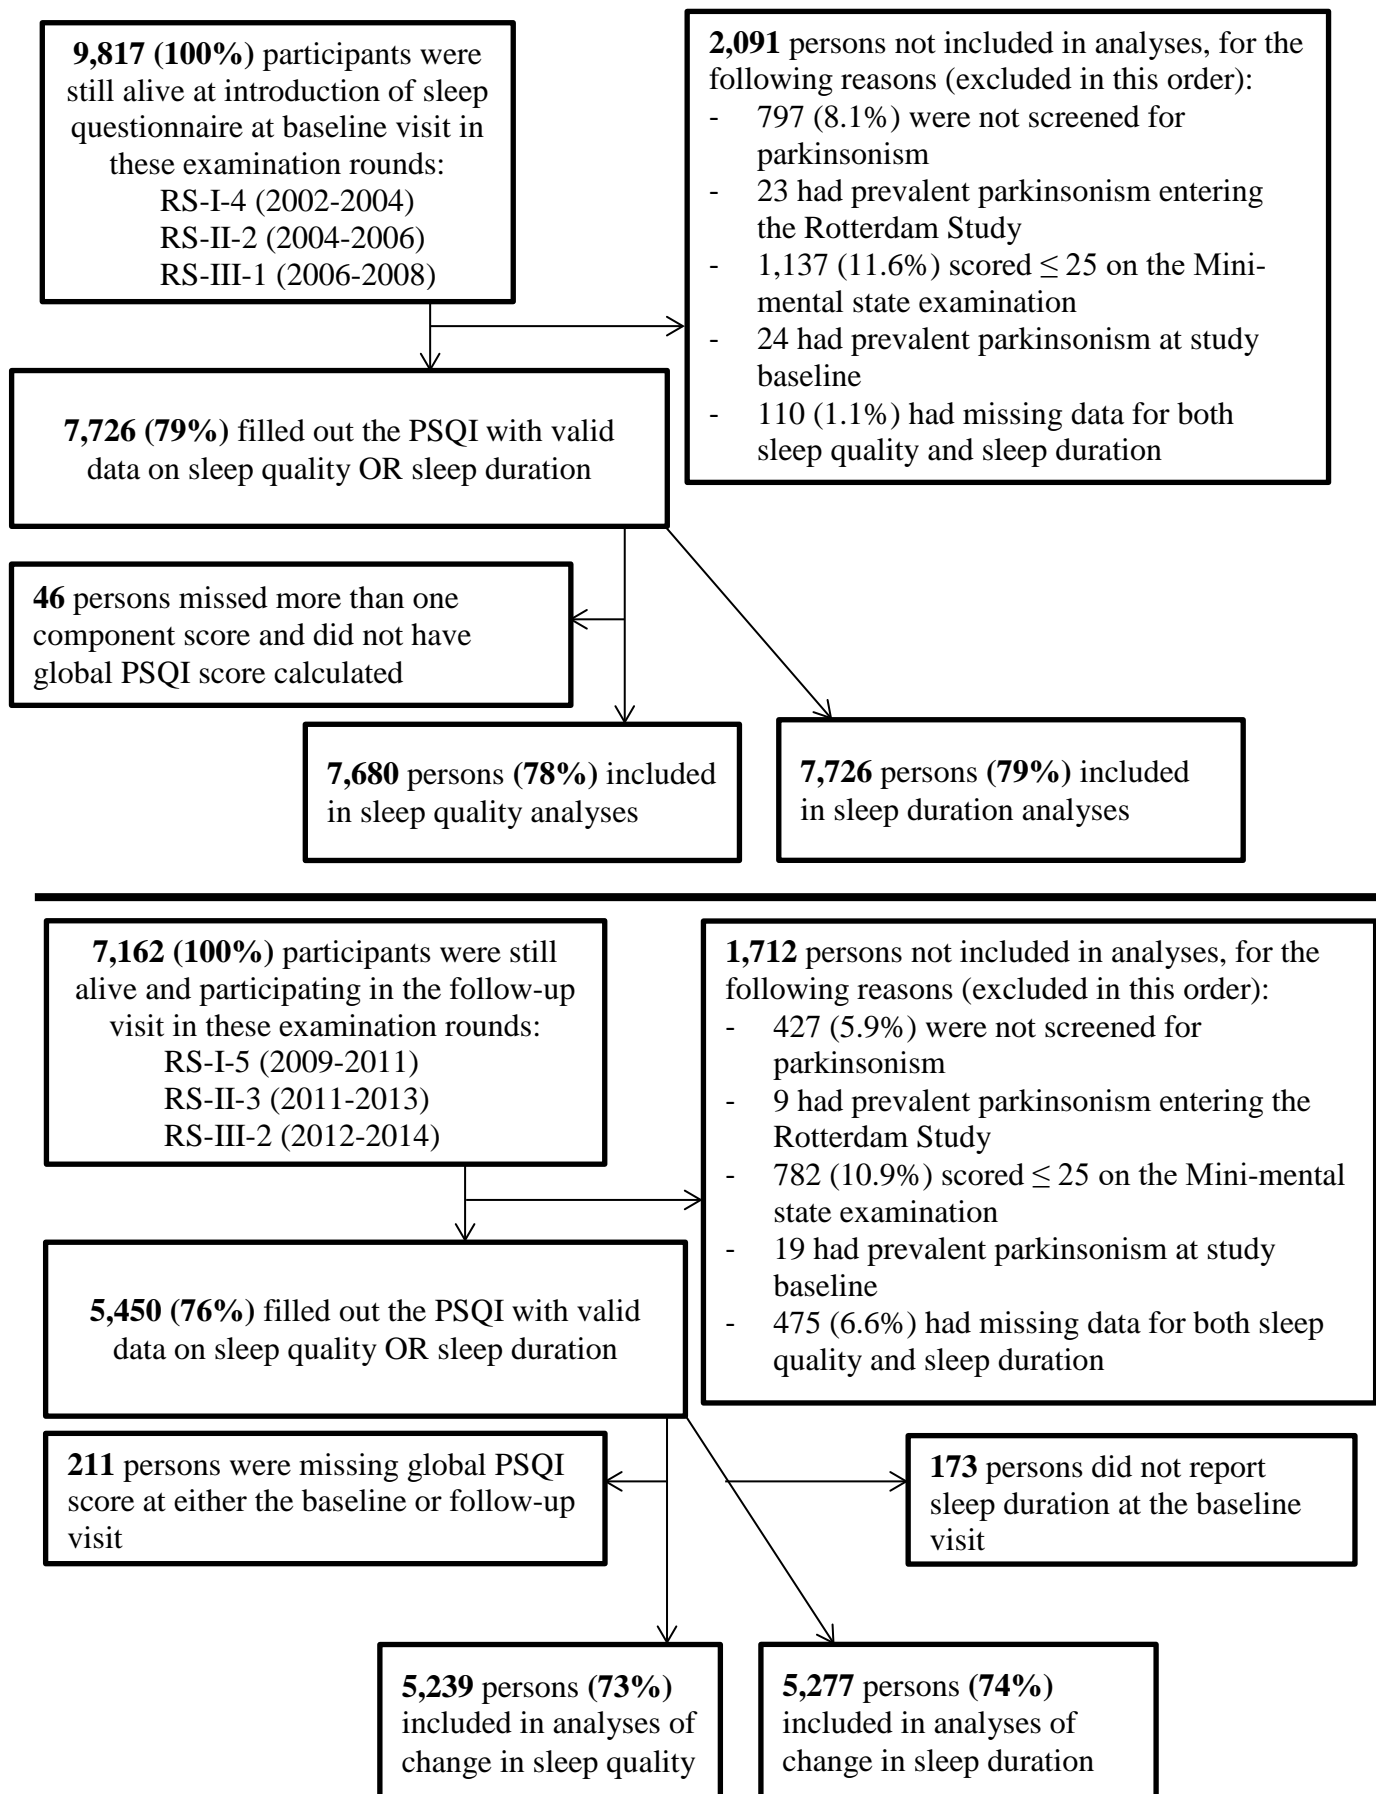 9,817 (100%) participants were
still alive at introduction of sleep
questionnaire at baseline visit in
these examination rounds:
RS-I-4 (2002-2004)
RS-II-2 (2004-2006)
RS-III-1 (2006-2008)
2,091 persons not included in analyses, for the
following reasons (excluded in this order):
- 797 (8.1%) were not screened for
parkinsonism
- 23 had prevalent parkinsonism entering
the Rotterdam Study
- 1,137 (11.6%) scored ≤ 25 on the Mini-
mental state examination
- 24 had prevalent parkinsonism at study
baseline
- 110 (1.1%) had missing data for both
sleep quality and sleep duration
7,726 (79%) filled out the PSQI with valid
data on sleep quality OR sleep duration
46 persons missed more than one
component score and did not have
global PSQI score calculated
7,680 persons (78%) included
in sleep quality analyses
7,726 persons (79%) included
in sleep duration analyses
7,162 (100%) participants were still
alive and participating in the follow-up
visit in these examination rounds:
RS-I-5 (2009-2011)
RS-II-3 (2011-2013)
RS-III-2 (2012-2014)
1,712 persons not included in analyses, for the
following reasons (excluded in this order):
- 427 (5.9%) were not screened for
parkinsonism
- 9 had prevalent parkinsonism entering the
Rotterdam Study
- 782 (10.9%) scored ≤ 25 on the Mini-mental
state examination
- 19 had prevalent parkinsonism at study
baseline
- 475 (6.6%) had missing data for both sleep
quality and sleep duration
5,450 (76%) filled out the PSQI with valid
data on sleep quality OR sleep duration
211 persons were missing global PSQI
score at either the baseline or follow-up
visit
173 persons did not report
sleep duration at the baseline
visit
5,239 persons (73%)
included in analyses of
change in sleep quality
5,277 persons (74%)
included in analyses of
change in sleep duration